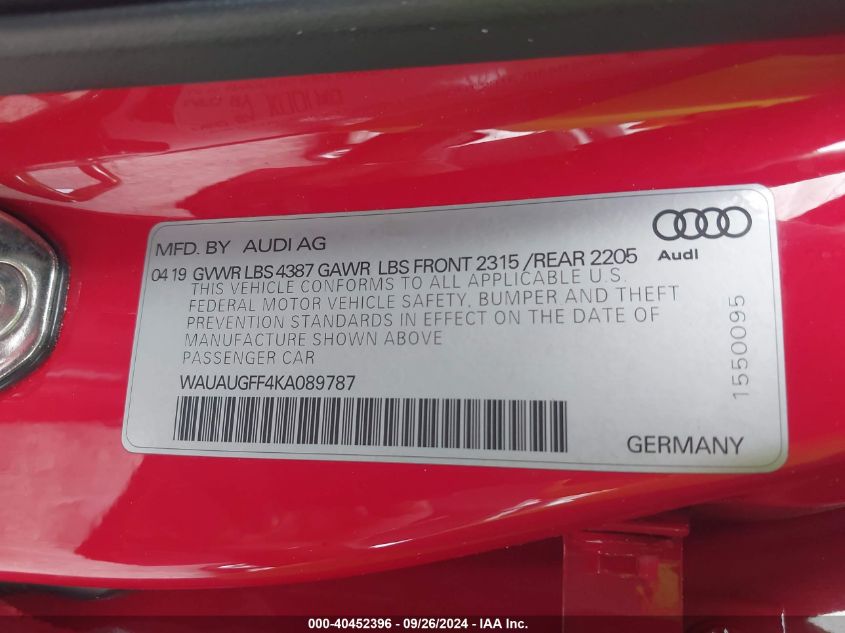 MFD. BY AUDI AG
Audi
04 19 GVWR LBS 4387 GAWR LBS FRONT 2315 /REAR 2205
THIS VEHICLE CONFORMS TO ALL APPLICABLE U.S.
FEDERAL MOTOR VEHICLE SAFETY, BUMPER AND THEFT
PREVENTION STANDARDS IN EFFECT ON THE DATE OF
MANUFACTURE SHOWN ABOVE
PASSENGER CAR
WAUAUGFF4KA089787
1550095
GERMANY
000-40452396 - 09/26/2024 - IAA Inc.